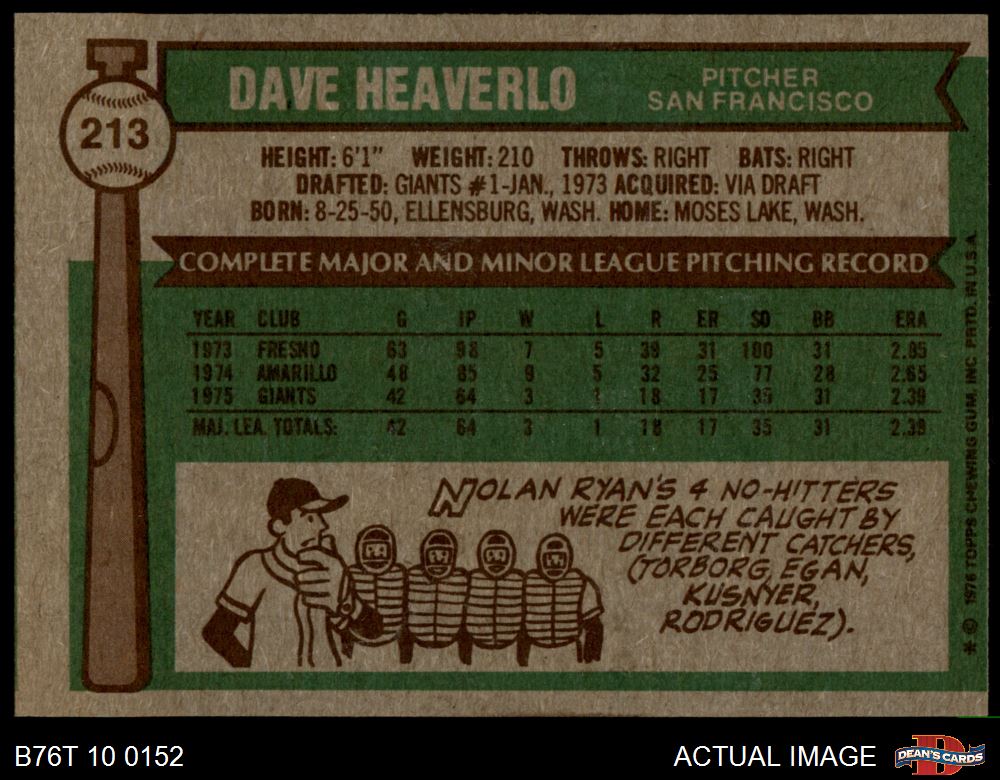 213
DAVE HEAVERLO
PITCHER
SAN FRANCISCO
HEIGHT: 6'1" WEIGHT: 210 THROWS: RIGHT BATS: RIGHT
DRAFTED: GIANTS #1-JAN., 1973 ACQUIRED: VIA DRAFT
BORN: 8-25-50, ELLENSBURG, WASH. HOME: MOSES LAKE, WASH.
COMPLETE MAJOR AND MINOR LEAGUE PITCHING RECORD
YEAR CLUB G IP W L R ER SO BB ERA
1973 FRESNO 63 98 7 5 39 31 100 31 2.85
1974 AMARILLO 48 85 9 5 32 25 77 28 2.65
1975 GIANTS 42 64 3 1 18 17 35 31 2.39
MAJ. LEA. TOTALS: 42 64 3 1 18 17 35 31 2.39
NOLAN RYAN'S 4 NO-HITTERS
WERE EACH CAUGHT BY
DIFFERENT CATCHERS,
(TORBORG, EGAN,
KUSNYER,
RODRIGUEZ).
* © 1976 TOPPS CHEWING GUM, INC. PRTD. IN U.S.A.
B76T 10 0152
ACTUAL IMAGE
D
DEAN'S CARDS